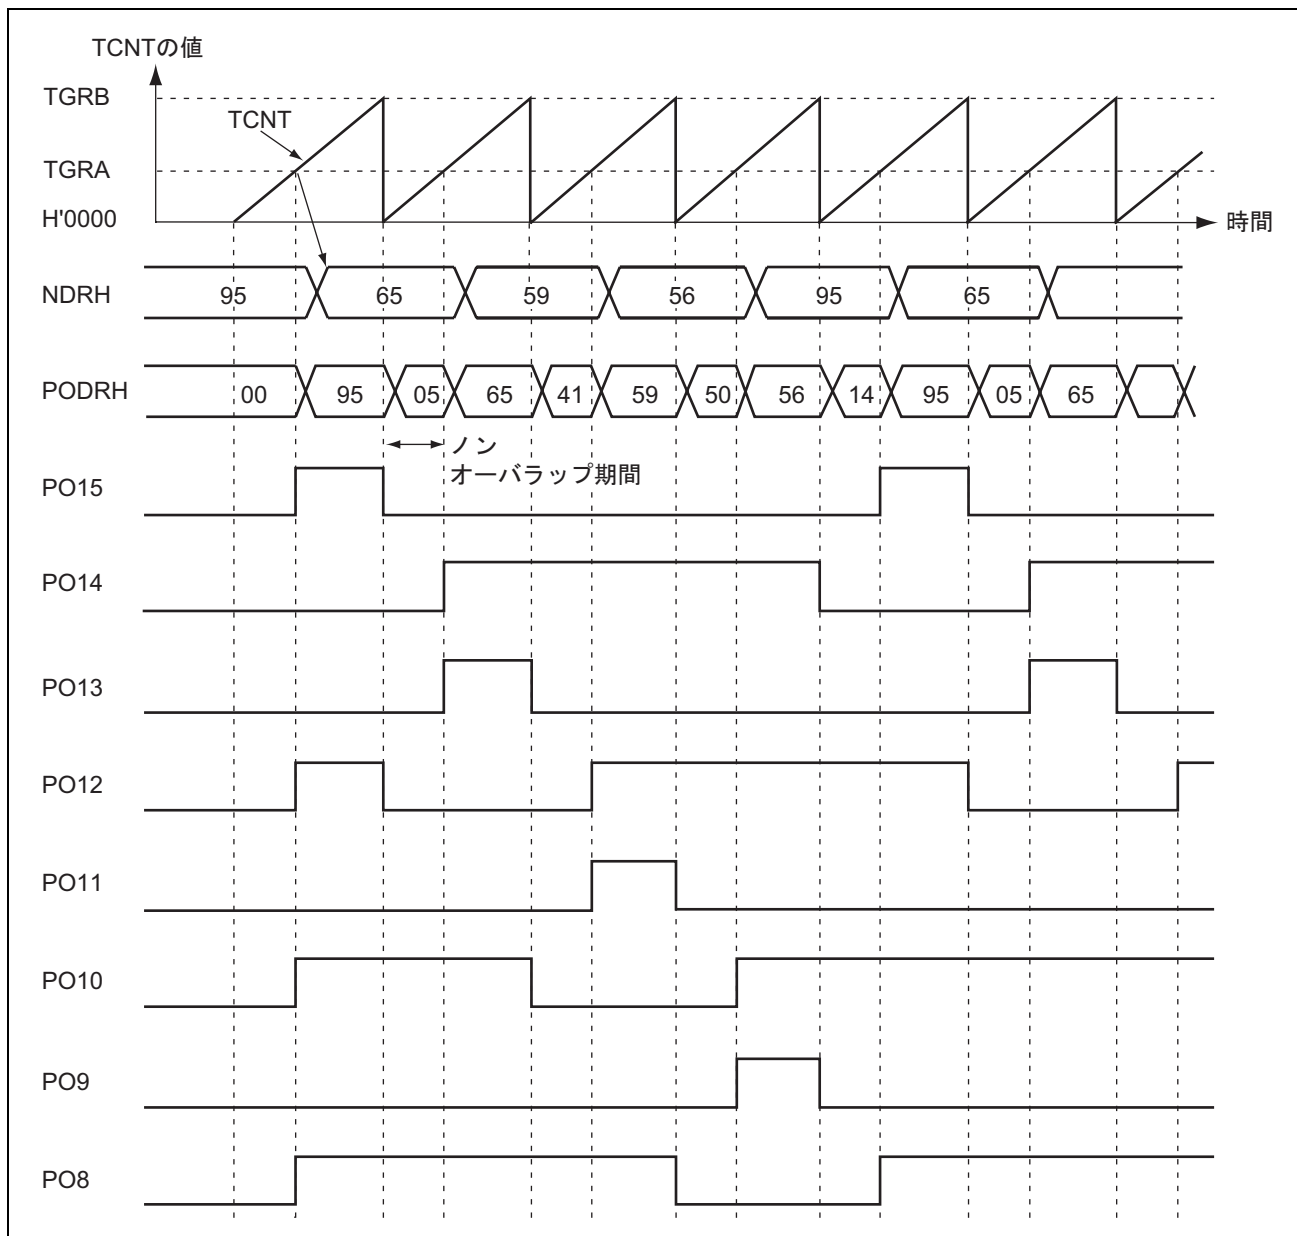 TCNTの値
TGRB
TCNT
TGRA
H'0000
時間
NDRH 95 65 59 56 95 65
PODRH 00 95 05 65 41 59 50 56 14 95 05 65
ノン
オーバラップ期間
PO15
PO14
PO13
PO12
PO11
PO10
PO9
PO8